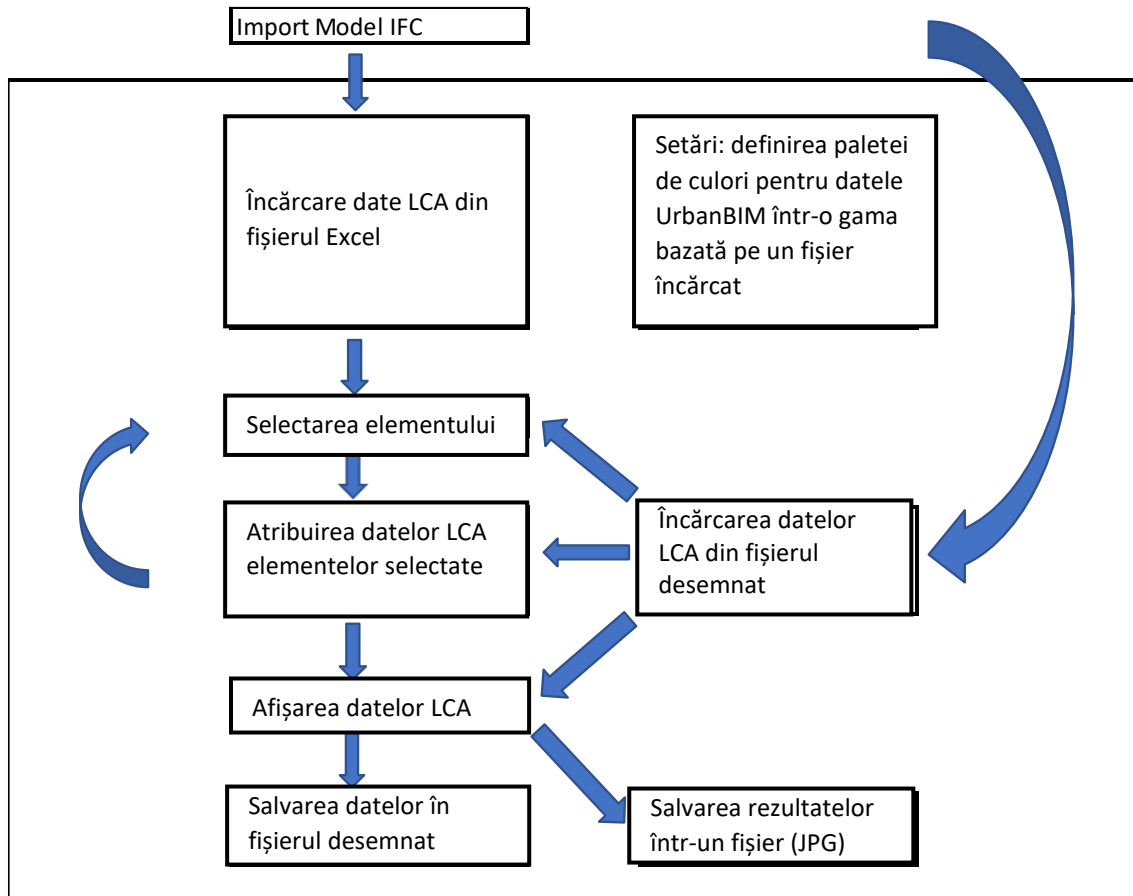 Import Model IFC
Încărcare date LCA din
fișierul Excel
Setări: definirea paletei
de culori pentru datele
UrbanBIM într-o gama
bazată pe un fișier
încărcat
Selectarea elementului
Atribuirea datelor LCA
elementelor selectate
Încărcarea datelor
LCA din fișierul
desemnat
Afișarea datelor LCA
Salvarea datelor în
fișierul desemnat
Salvarea rezultatelor
într-un fișier (JPG)